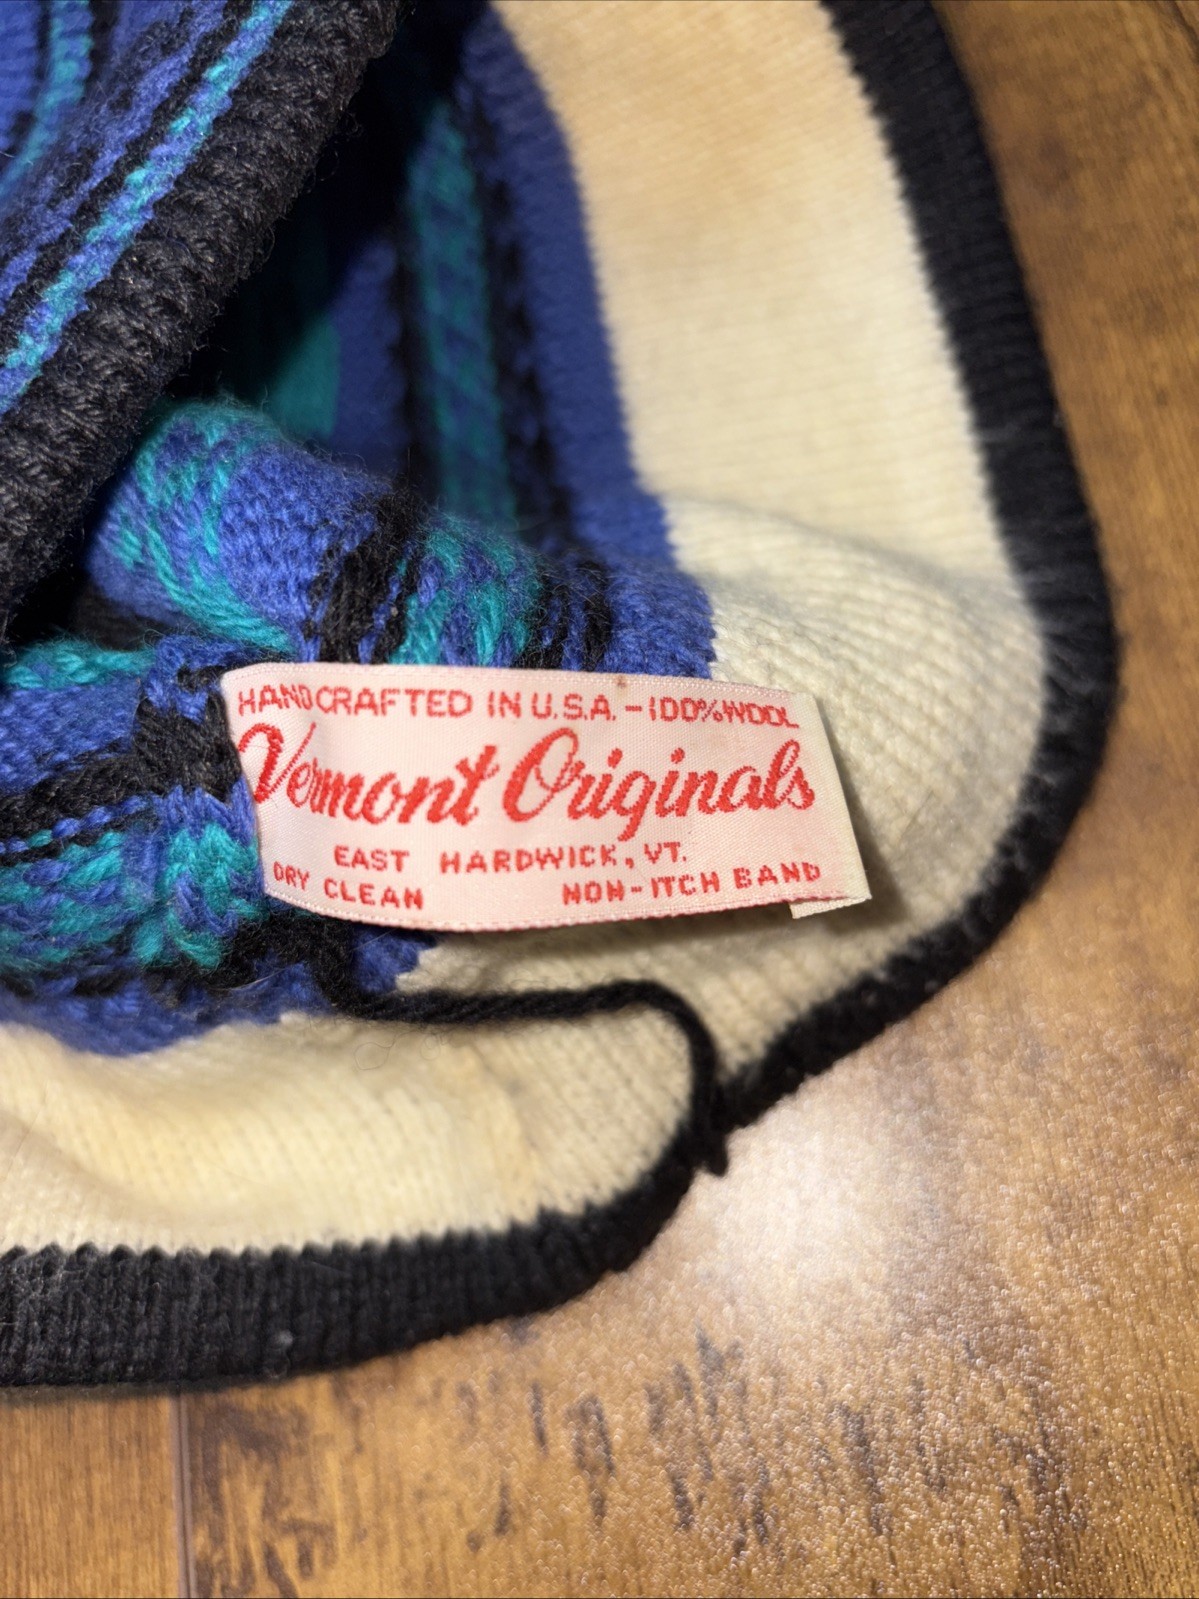 HANDCRAFTED IN U.S.A. - 100% WOOL
Vermont Originals
EAST HARDWICK, VT.
DRY CLEAN NON-ITCH BAND